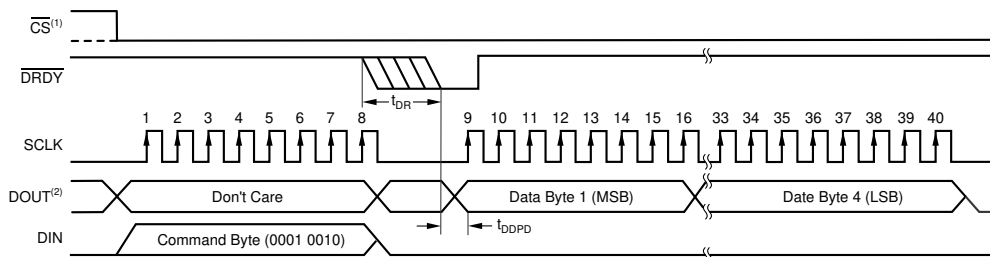 CS(1)
DRDY
tDR
1 2 3 4 5 6 7 8 9 10 11 12 13 14 15 16 33 34 35 36 37 38 39 40
SCLK
DOUT(2) Don't Care Data Byte 1 (MSB) Date Byte 4 (LSB)
tDDPD
DIN Command Byte (0001 0010)